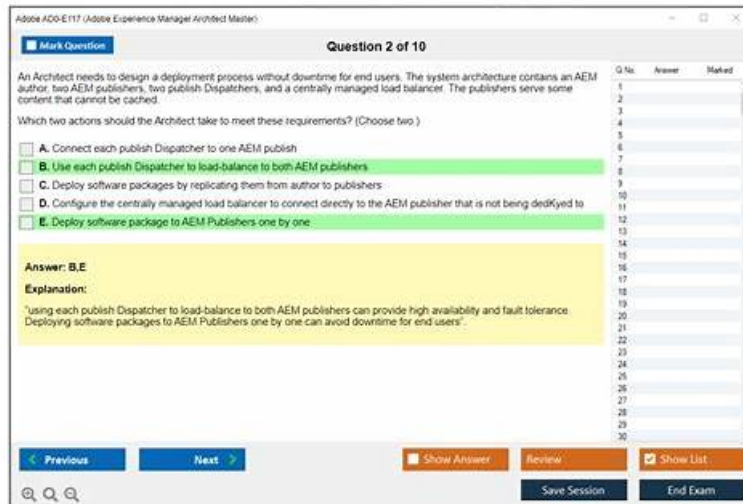 Adobe AD0-E117 (Adobe Experience Manager Architect Master)
Mark Question
Question 2 of 10
An Architect needs to design a deployment process without downtime for end users. The system architecture contains an AEM
author, two AEM publishers, two publish Dispatchers, and a centrally managed load balancer. The publishers serve some
content that cannot be cached.
Which two actions should the Architect take to meet these requirements? (Choose two.)
A. Connect each publish Dispatcher to one AEM publish
B. Use each publish Dispatcher to load-balance to both AEM publishers
C. Deploy software packages by replicating them from author to publishers
D. Configure the centrally managed load balancer to connect directly to the AEM publisher that is not being dedKyed to
E. Deploy software package to AEM Publishers one by one
Answer: B,E
Explanation:
"using each publish Dispatcher to load-balance to both AEM publishers can provide high availability and fault tolerance.
Deploying software packages to AEM Publishers one by one can avoid downtime for end users".
Q No. Answer Marked
1
2
3
4
5
6
7
8
9
10
11
12
13
14
15
16
17
18
19
20
21
22
23
24
25
26
27
28
29
30
Previous
Next
Show Answer
Review
Show List
Save Session
End Exam